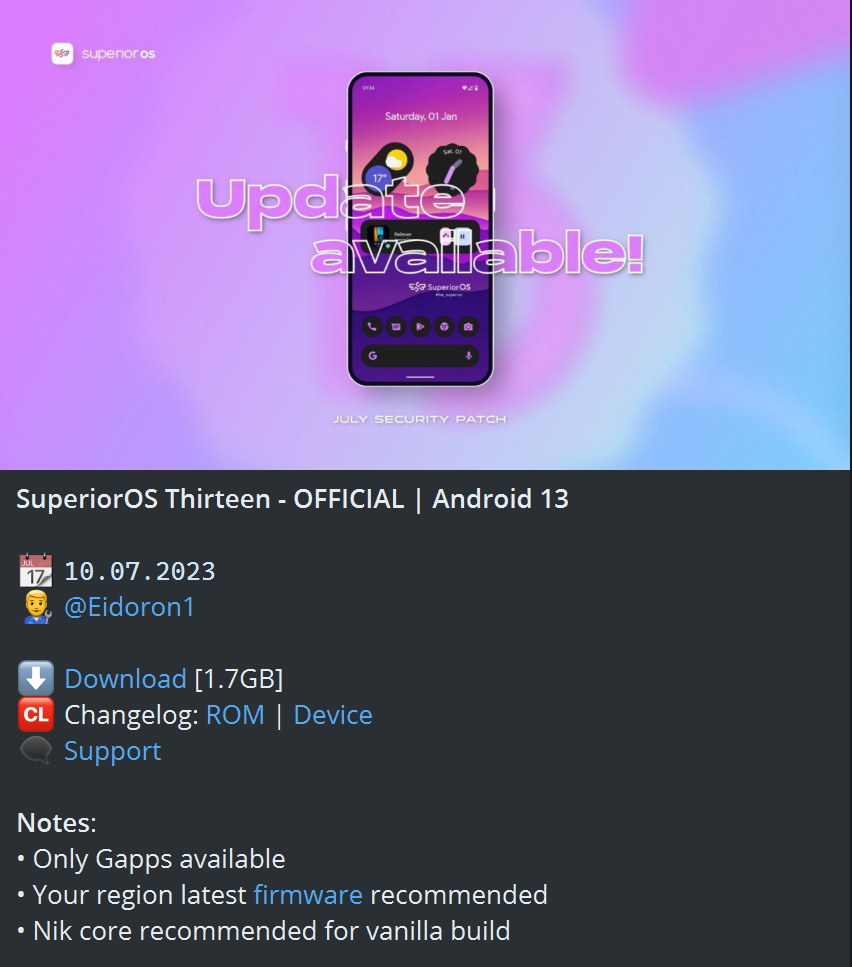 superior os
01:34
Saturday, 01 Jan
Sat, 01
17°
Update
available!
SuperiorOS
JULY SECURITY PATCH
SuperiorOS Thirteen - OFFICIAL | Android 13
JUL
17
10.07.2023
@Eidoron1
Download [1.7GB]
CL Changelog: ROM | Device
Support
Notes:
• Only Gapps available
• Your region latest firmware recommended
• Nik core recommended for vanilla build